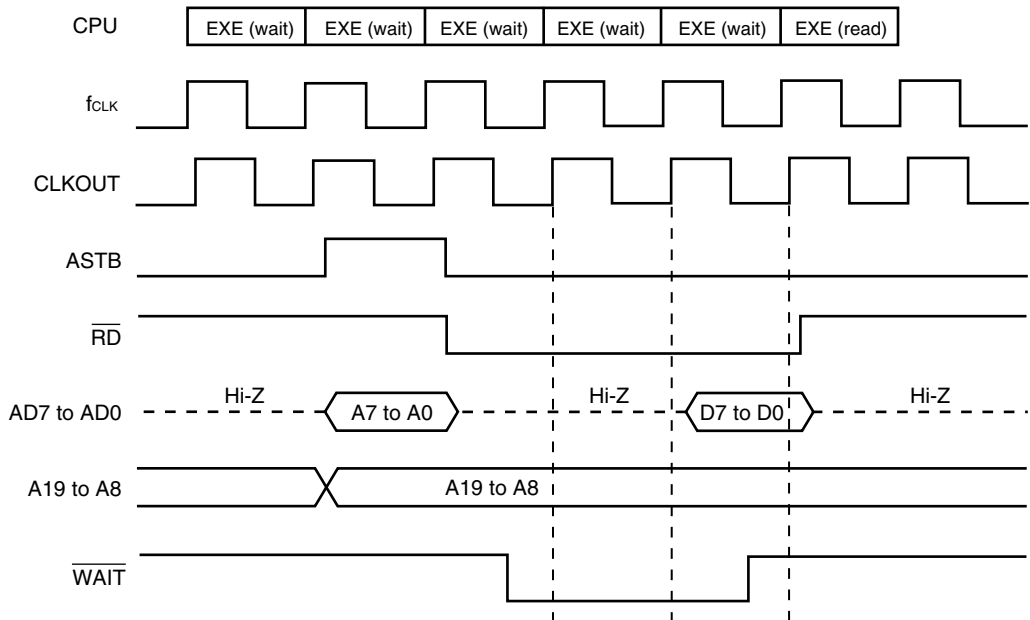 CPU EXE (wait) EXE (wait) EXE (wait) EXE (wait) EXE (wait) EXE (read)
fCLK
CLKOUT
ASTB
RD
Hi-Z Hi-Z Hi-Z
AD7 to AD0 A7 to A0 D7 to D0
A19 to A8 A19 to A8
WAIT